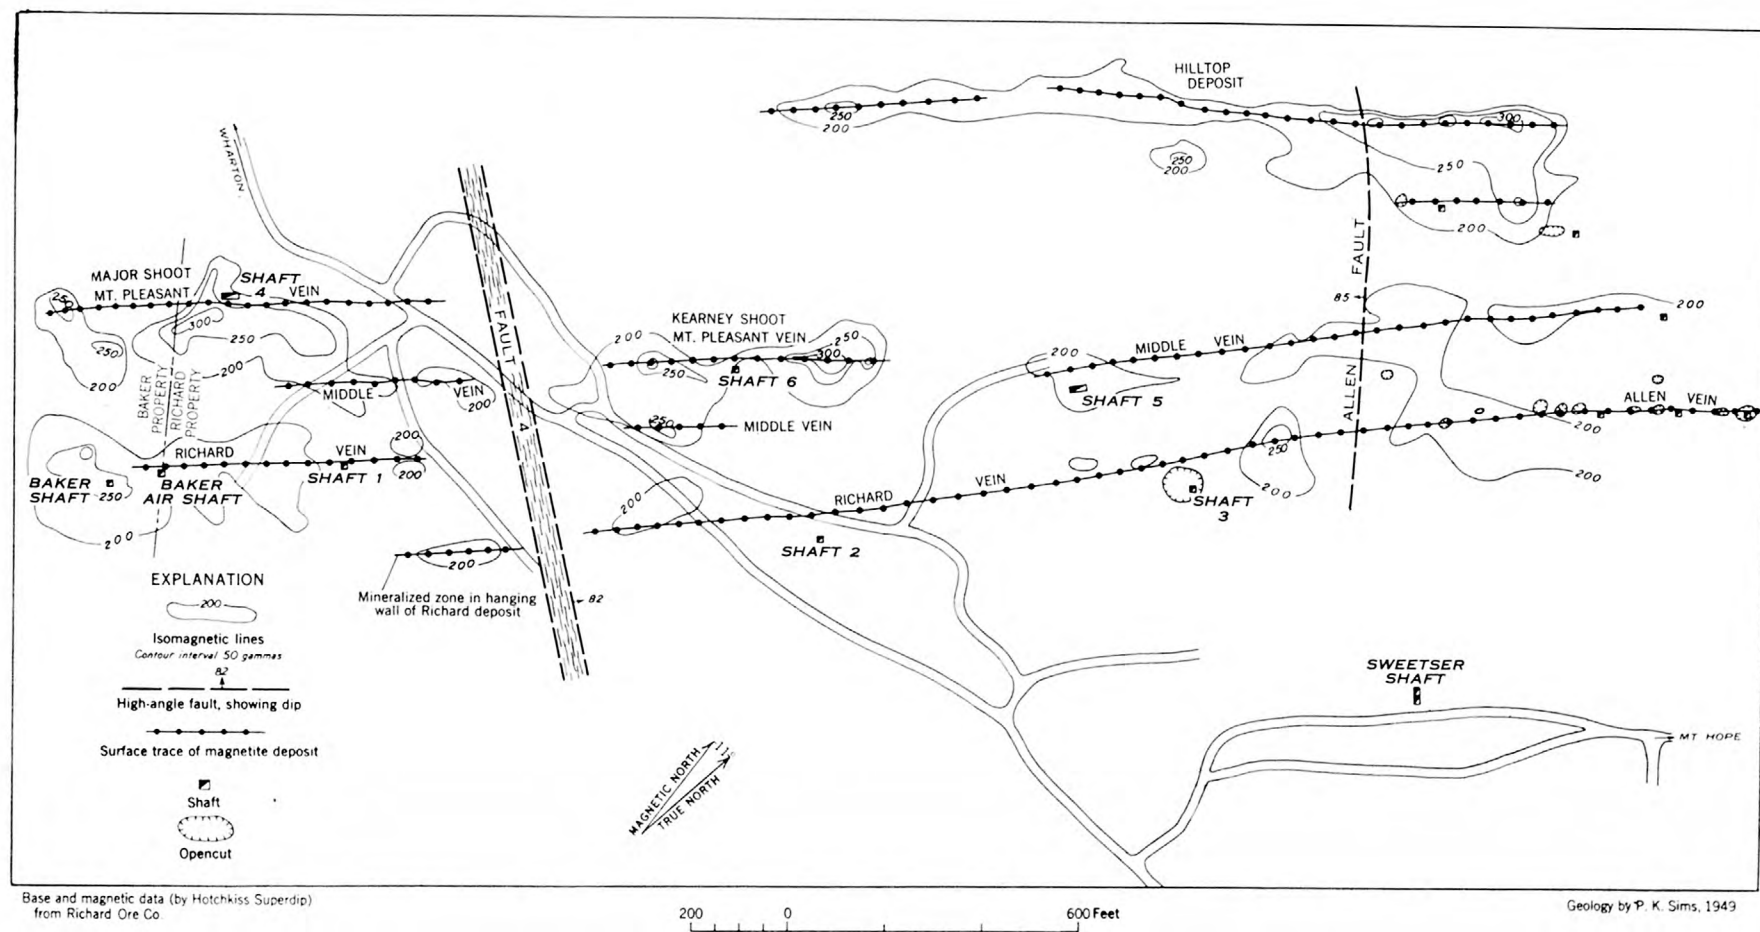 HILLTOP
DEPOSIT
250
200
300
250
200
250
200
WHARTON
FAULT
ALLEN
85
MAJOR SHOOT
MT. PLEASANT VEIN
SHAFT
4
250
300
250
250
200
200
BAKER
PROPERTY
RICHARD
PROPERTY
MIDDLE VEIN
200
FAULT 4
KEARNEY SHOOT
MT. PLEASANT VEIN
200
250
250
300
SHAFT 6
250
MIDDLE VEIN
200
MIDDLE VEIN
SHAFT 5
200
ALLEN VEIN
200
200
200
RICHARD VEIN
200
BAKER
SHAFT
250
BAKER
AIR SHAFT
SHAFT 1
200
200
RICHARD VEIN
200
SHAFT 2
250
200
SHAFT
3
200
Mineralized zone in hanging
wall of Richard deposit
82
EXPLANATION
200
Isomagnetic lines
Contour interval 50 gammas
82
High-angle fault, showing dip
Surface trace of magnetite deposit
Shaft
Opencut
MAGNETIC NORTH
TRUE NORTH
11°
SWEETSER
SHAFT
MT HOPE
Base and magnetic data (by Hotchkiss Superdip)
from Richard Ore Co.
200 0 600 Feet
Geology by P. K. Sims, 1949